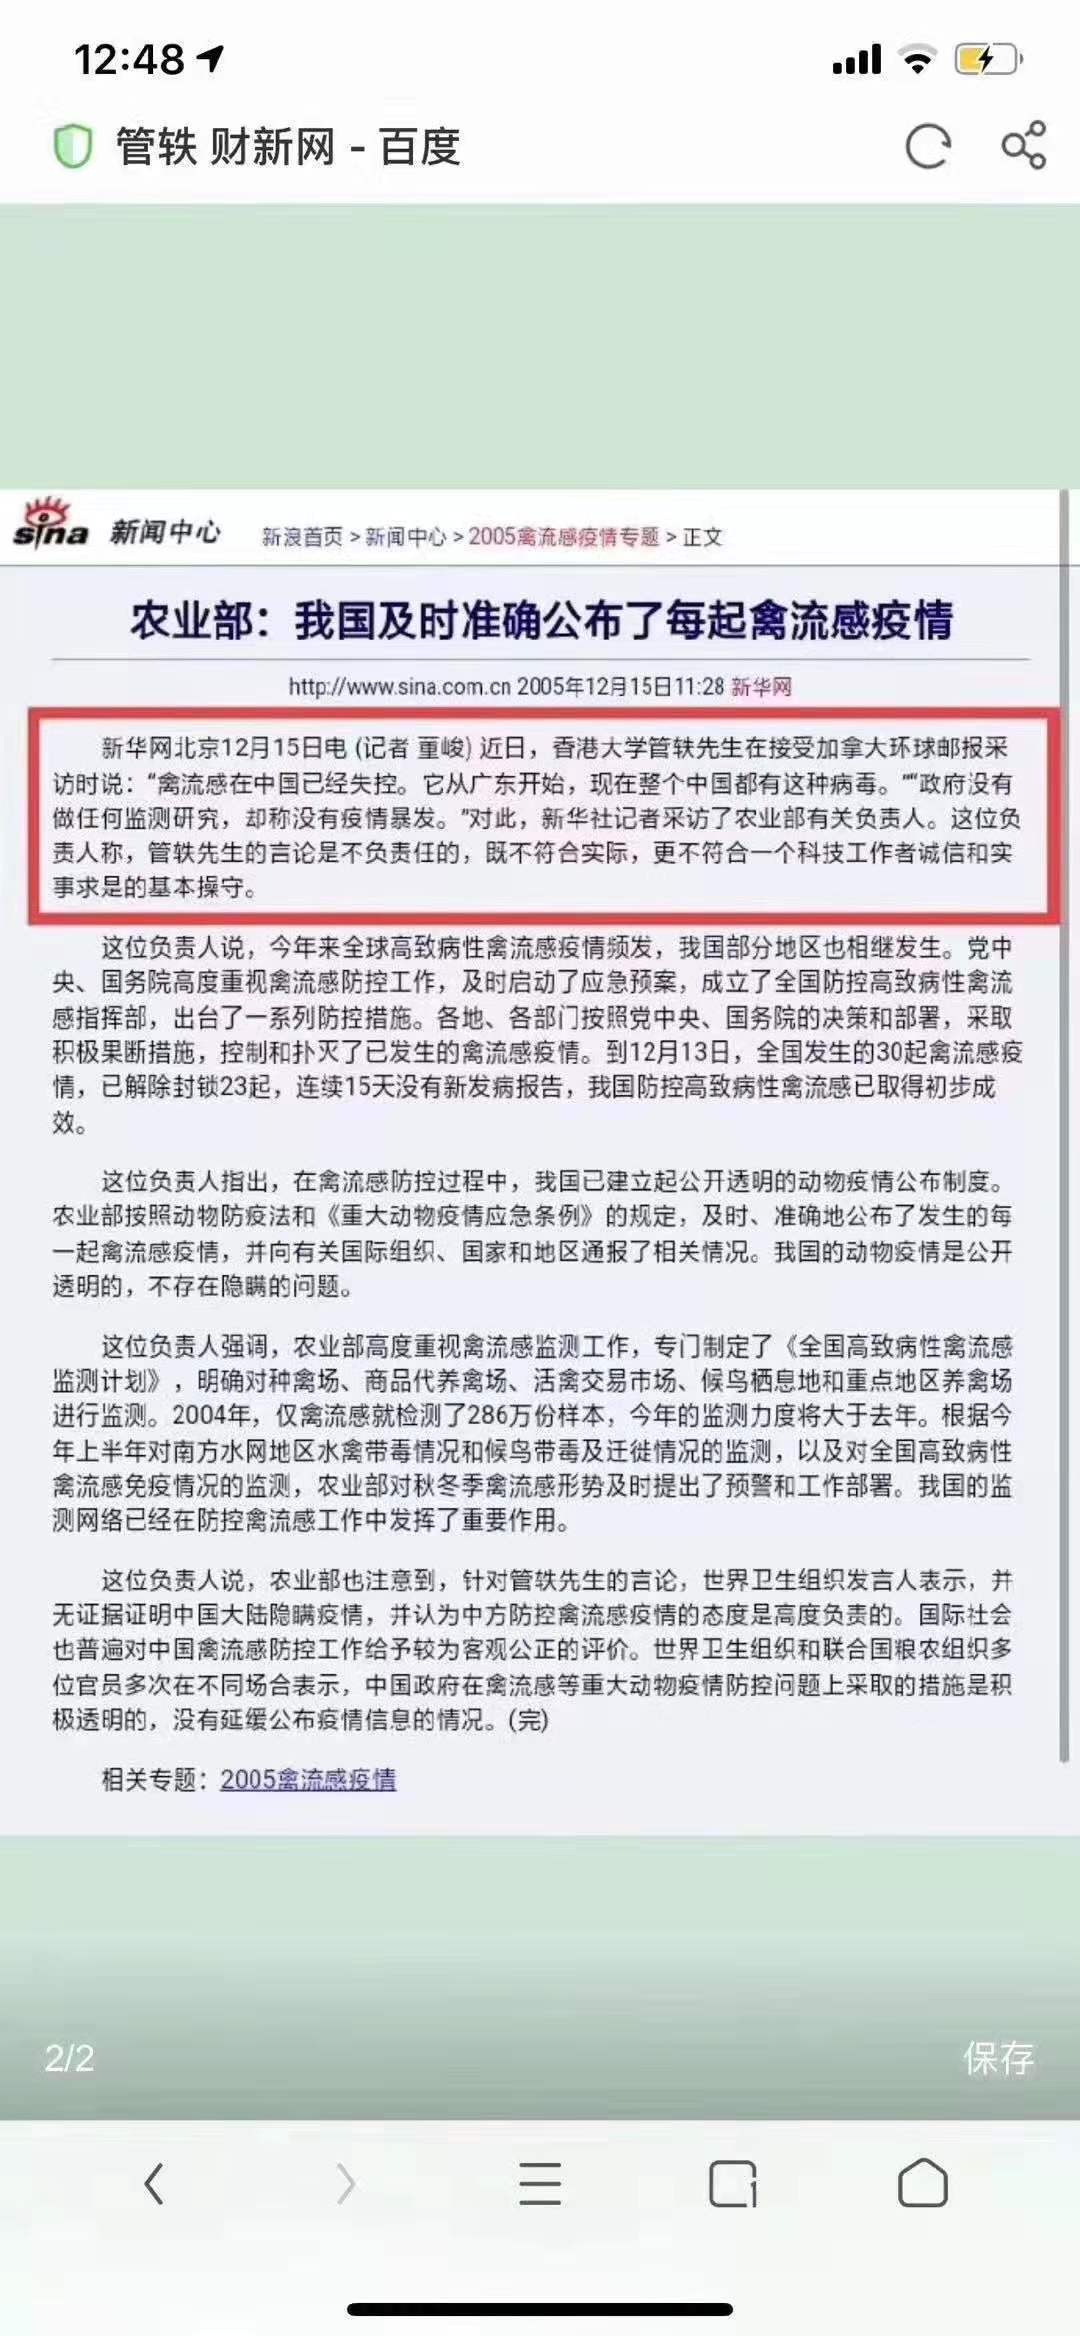 12:48
管轶 财新网 - 百度
sina 新闻中心 新浪首页 > 新闻中心 > 2005禽流感疫情专题 > 正文
农业部：我国及时准确公布了每起禽流感疫情
http://www.sina.com.cn 2005年12月15日11:28 新华网
新华网北京12月15日电 (记者 董峻) 近日，香港大学管轶先生在接受加拿大环球邮报采
访时说：“禽流感在中国已经失控。它从广东开始，现在整个中国都有这种病毒。”“政府没有
做任何监测研究，却称没有疫情暴发。”对此，新华社记者采访了农业部有关负责人。这位负
责人称，管轶先生的言论是不负责任的，既不符合实际，更不符合一个科技工作者诚信和实
事求是的基本操守。
这位负责人说，今年来全球高致病性禽流感疫情频发，我国部分地区也相继发生。党中
央、国务院高度重视禽流感防控工作，及时启动了应急预案，成立了全国防控高致病性禽流
感指挥部，出台了一系列防控措施。各地、各部门按照党中央、国务院的决策和部署，采取
积极果断措施，控制和扑灭了已发生的禽流感疫情。到12月13日，全国发生的30起禽流感疫
情，已解除封锁23起，连续15天没有新发病报告，我国防控高致病性禽流感已取得初步成
效。
这位负责人指出，在禽流感防控过程中，我国已建立起公开透明的动物疫情公布制度。
农业部按照动物防疫法和《重大动物疫情应急条例》的规定，及时、准确地公布了发生的每
一起禽流感疫情，并向有关国际组织、国家和地区通报了相关情况。我国的动物疫情是公开
透明的，不存在隐瞒的问题。
这位负责人强调，农业部高度重视禽流感监测工作，专门制定了《全国高致病性禽流感
监测计划》，明确对种禽场、商品代养禽场、活禽交易市场、候鸟栖息地和重点地区养禽场
进行监测。2004年，仅禽流感就检测了286万份样本，今年的监测力度将大于去年。根据今
年上半年对南方水网地区水禽带毒情况和候鸟带毒及迁徙情况的监测，以及对全国高致病性
禽流感免疫情况的监测，农业部对秋冬季禽流感形势及时提出了预警和工作部署。我国的监
测网络已经在防控禽流感工作中发挥了重要作用。
这位负责人说，农业部也注意到，针对管轶先生的言论，世界卫生组织发言人表示，并
无证据证明中国大陆隐瞒疫情，并认为中方防控禽流感疫情的态度是高度负责的。国际社会
也普遍对中国禽流感防控工作给予较为客观公正的评价。世界卫生组织和联合国粮农组织多
位官员多次在不同场合表示，中国政府在禽流感等重大动物疫情防控问题上采取的措施是积
极透明的，没有延缓公布疫情信息的情况。(完)
相关专题：2005禽流感疫情
2/2
保存
1